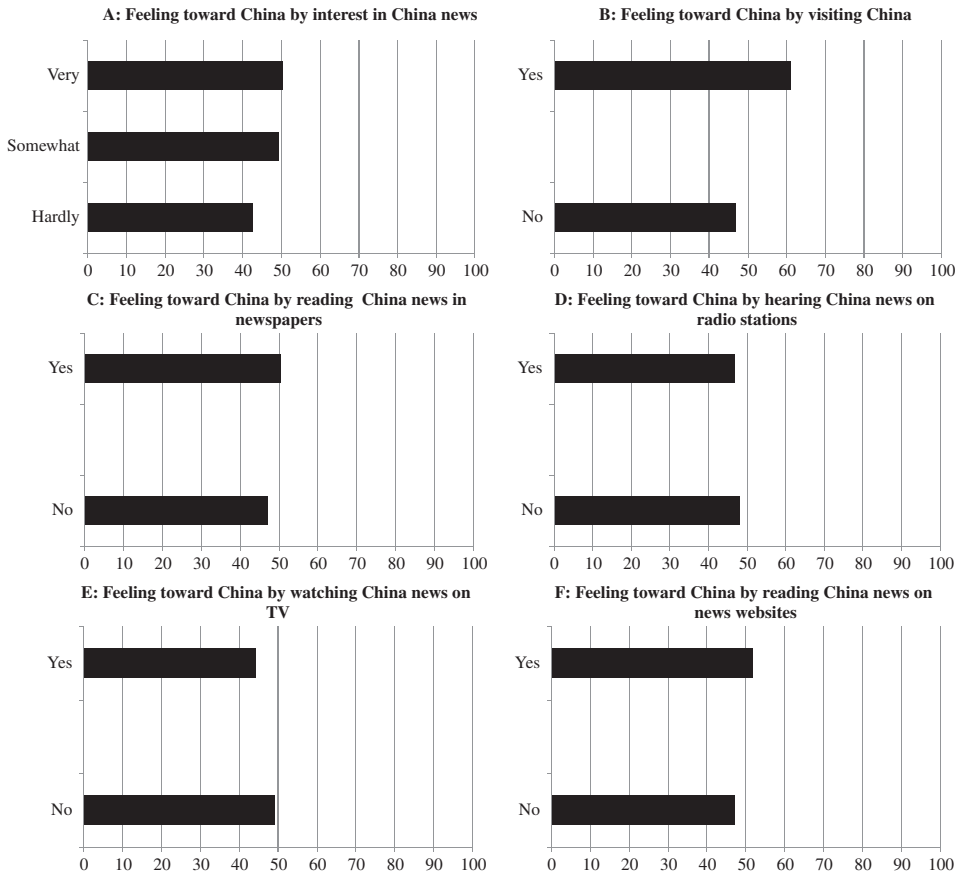 A: Feeling toward China by interest in China news
Very
Somewhat
Hardly
0 10 20 30 40 50 60 70 80 90 100
B: Feeling toward China by visiting China
Yes
No
0 10 20 30 40 50 60 70 80 90 100
C: Feeling toward China by reading China news in
newspapers
Yes
No
0 10 20 30 40 50 60 70 80 90 100
D: Feeling toward China by hearing China news on
radio stations
Yes
No
0 10 20 30 40 50 60 70 80 90 100
E: Feeling toward China by watching China news on
TV
Yes
No
0 10 20 30 40 50 60 70 80 90 100
F: Feeling toward China by reading China news on
news websites
Yes
No
0 10 20 30 40 50 60 70 80 90 100